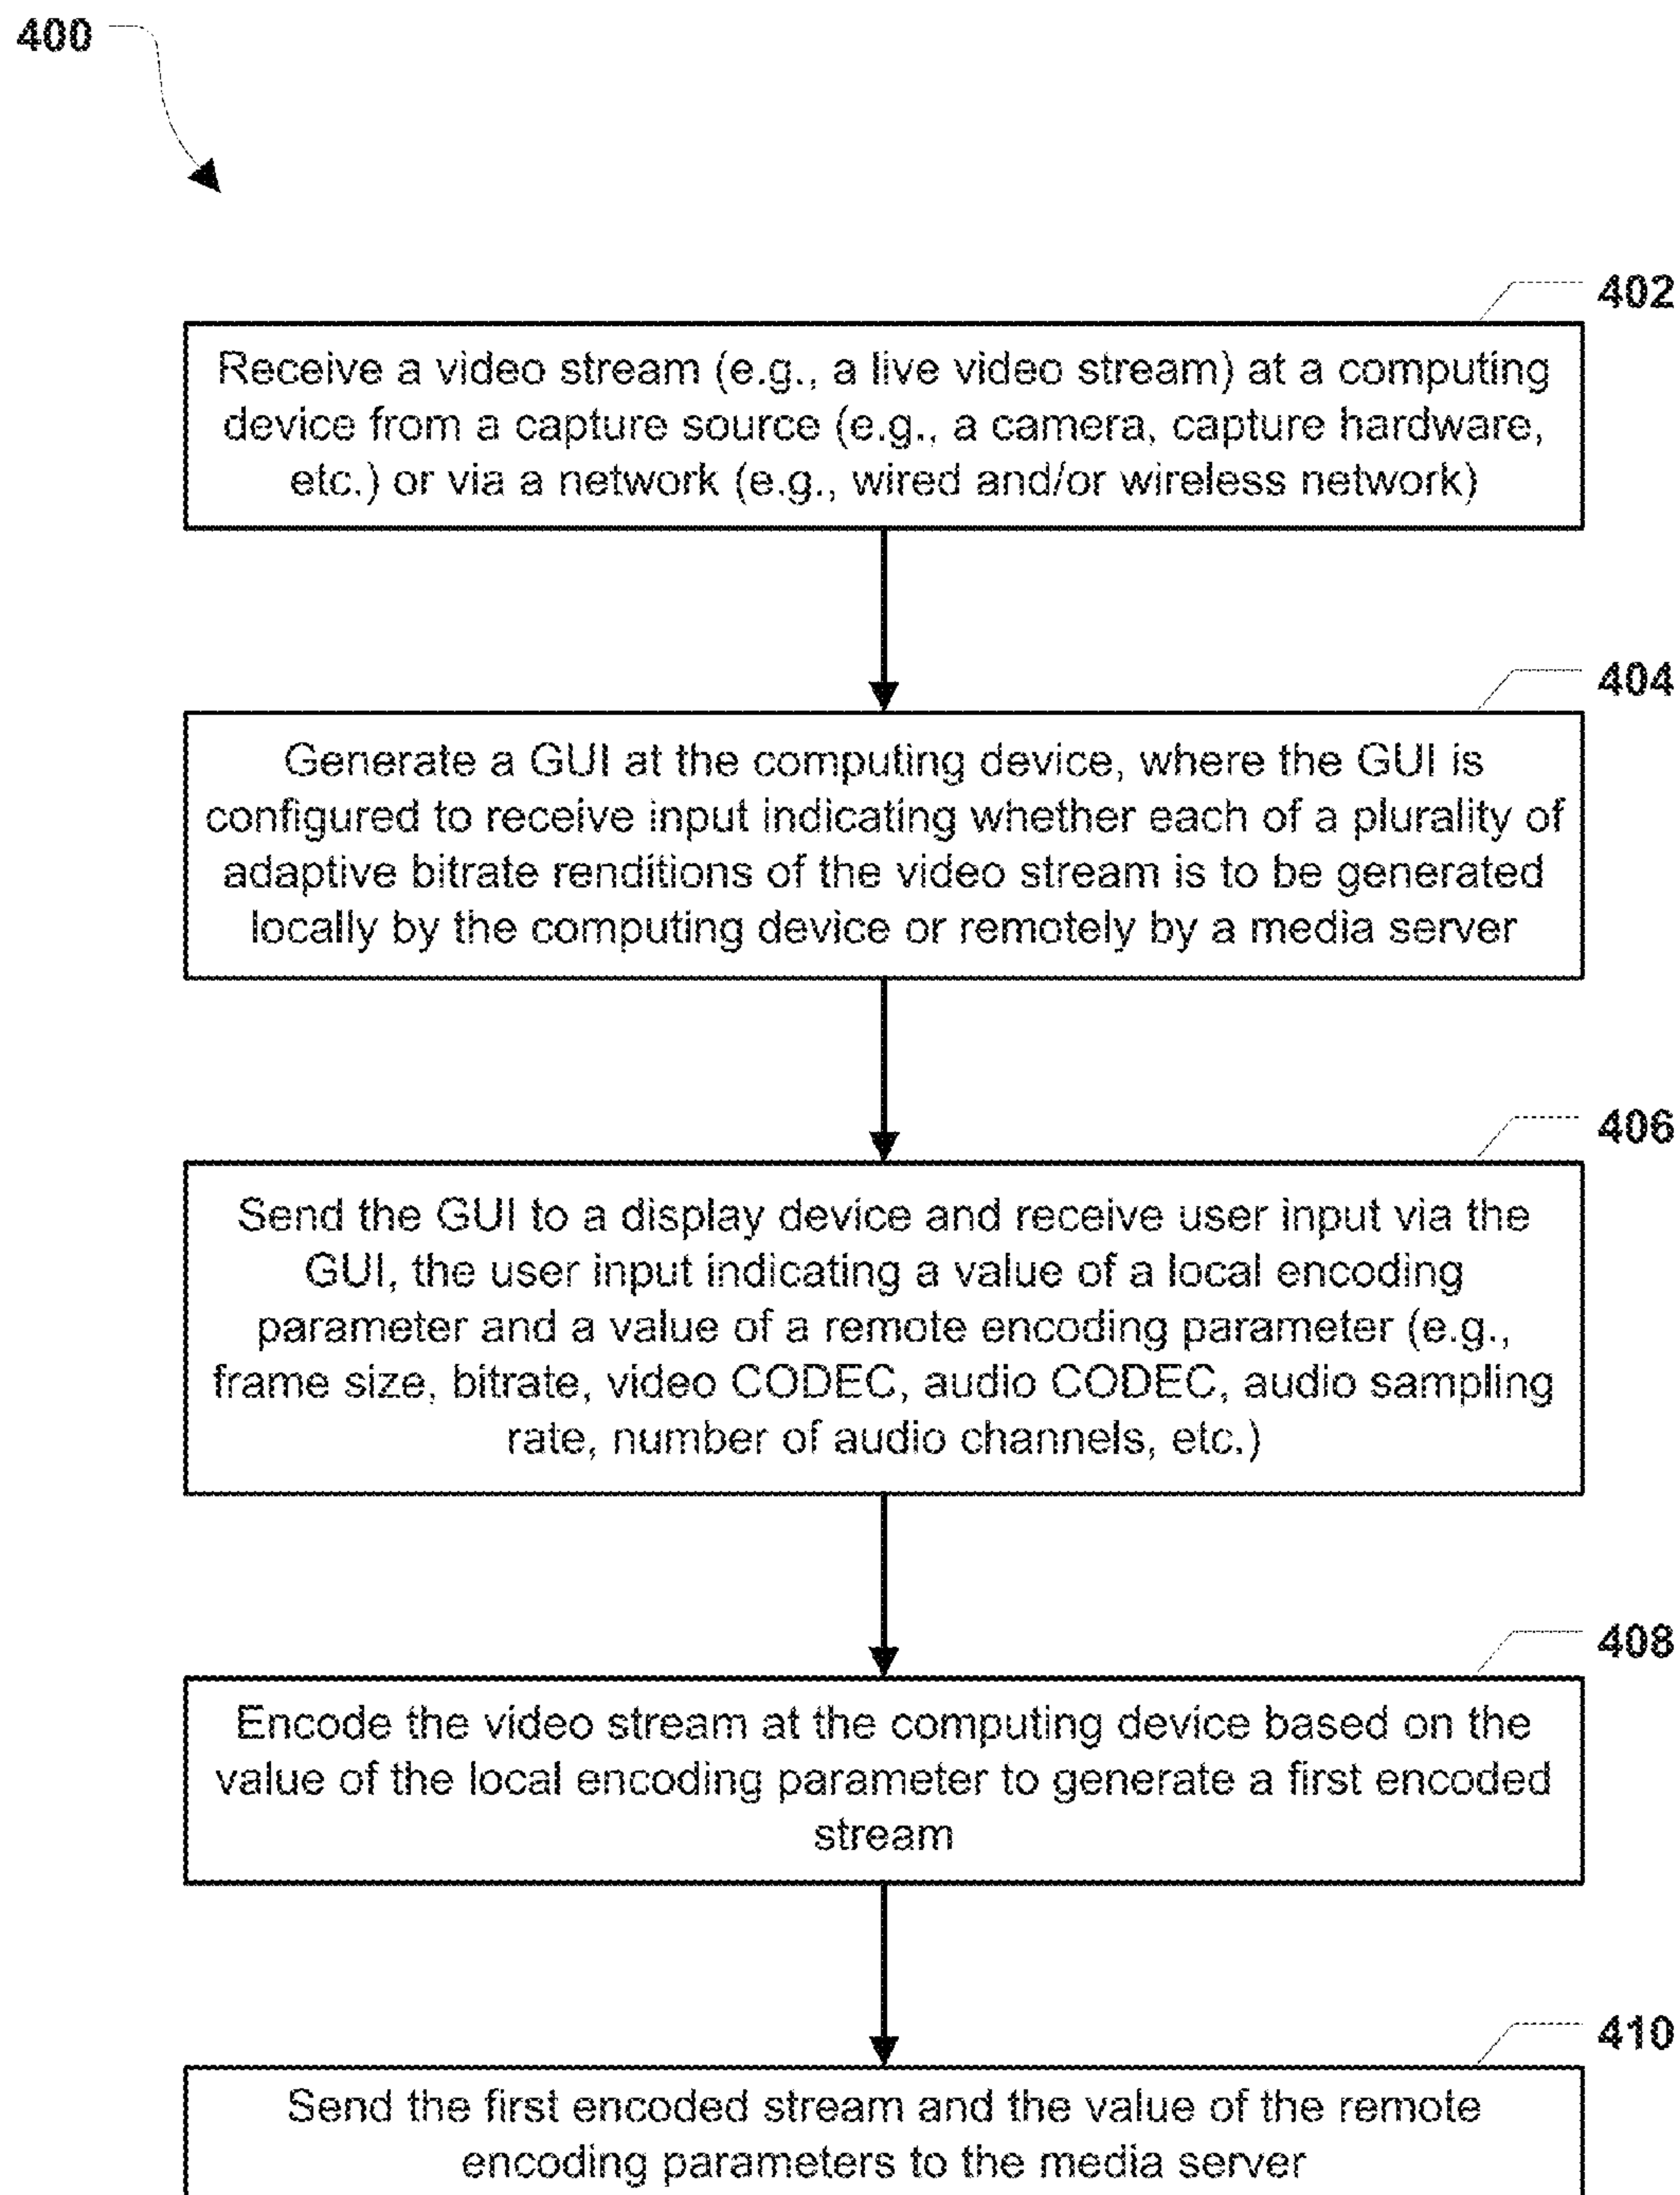 400
402
Receive a video stream (e.g., a live video stream) at a computing
device from a capture source (e.g., a camera, capture hardware,
etc.) or via a network (e.g., wired and/or wireless network)
404
Generate a GUI at the computing device, where the GUI is
configured to receive input indicating whether each of a plurality of
adaptive bitrate renditions of the video stream is to be generated
locally by the computing device or remotely by a media server
406
Send the GUI to a display device and receive user input via the
GUI, the user input indicating a value of a local encoding
parameter and a value of a remote encoding parameter (e.g.,
frame size, bitrate, video CODEC, audio CODEC, audio sampling
rate, number of audio channels, etc.)
408
Encode the video stream at the computing device based on the
value of the local encoding parameter to generate a first encoded
stream
410
Send the first encoded stream and the value of the remote
encoding parameters to the media server